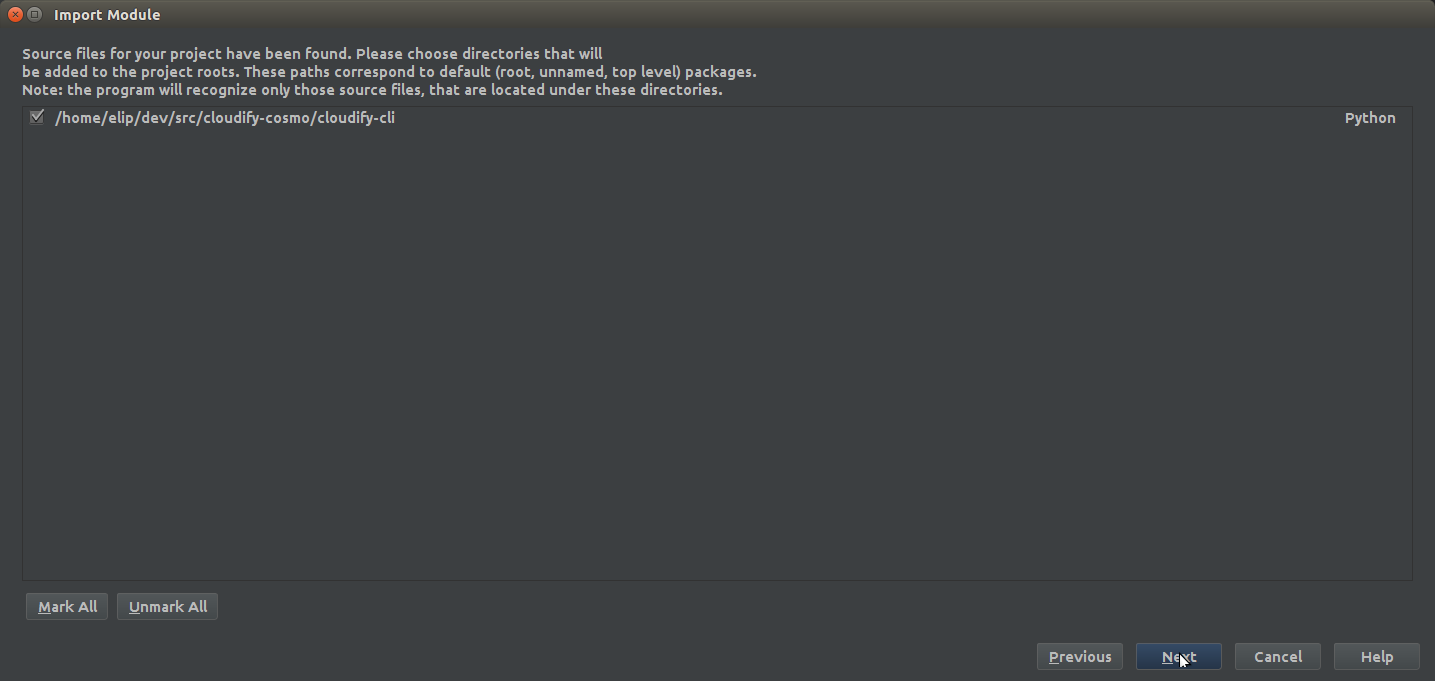 Import Module
Source files for your project have been found. Please choose directories that will
be added to the project roots. These paths correspond to default (root, unnamed, top level) packages.
Note: the program will recognize only those source files, that are located under these directories.
/home/elip/dev/src/cloudify-cosmo/cloudify-cli Python
Mark All Unmark All
Previous Next Cancel Help